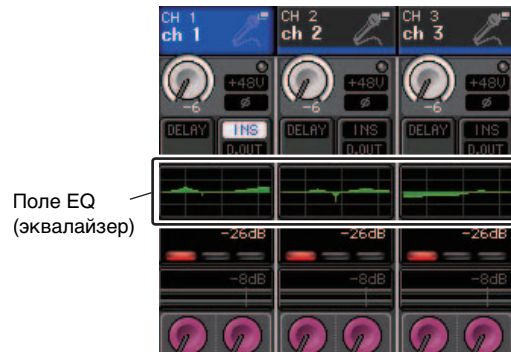 CH 1 CH 2 CH 3
ch 1 ch 2 ch 3
+48V +48V +48V
-6 ø -6 ø -6 ø
DELAY INS DELAY INS DELAY INS
D.OUT D.OUT D.OUT
Поле EQ
(эквалайзер)
-26dB -26dB -26dB
-8dB -8dB -8dB